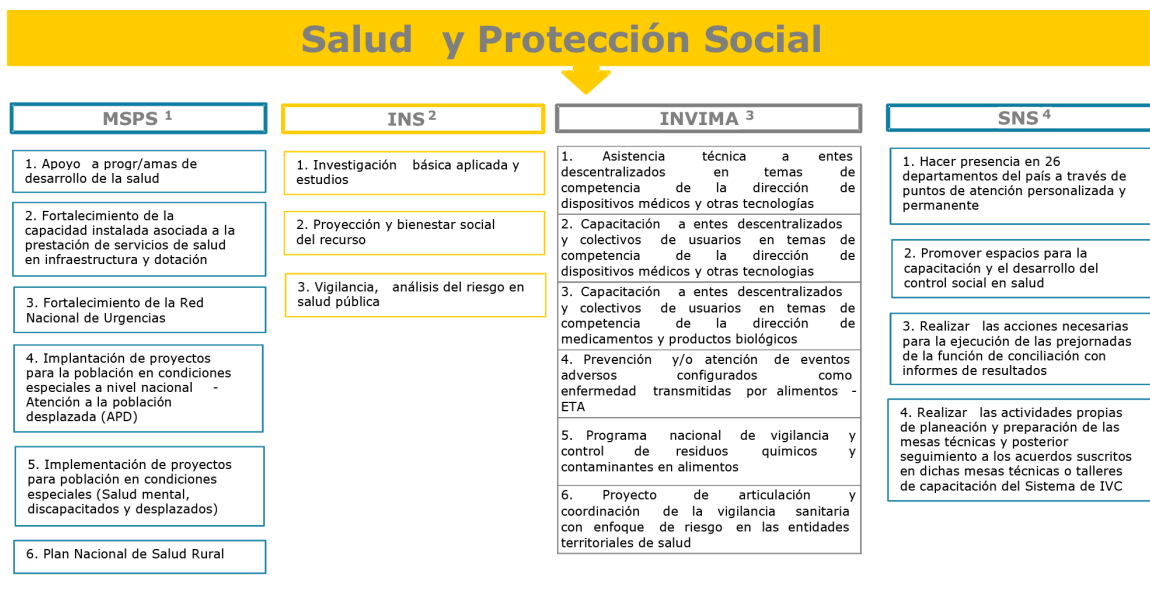 Salud y Protección Social
MSPS 1
1. Apoyo a progr/amas de
desarrollo de la salud
2. Fortalecimiento de la
capacidad instalada asociada a la
prestación de servicios de salud
en infraestructura y dotación
3. Fortalecimiento de la Red
Nacional de Urgencias
4. Implantación de proyectos
para la población en condiciones
especiales a nivel nacional -
Atención a la población
desplazada (APD)
5. Implementación de proyectos
para población en condiciones
especiales (Salud mental,
discapacitados y desplazados)
6. Plan Nacional de Salud Rural
INS 2
1. Investigación básica aplicada y
estudios
2. Proyección y bienestar social
del recurso
3. Vigilancia, análisis del riesgo en
salud pública
INVIMA 3
1. Asistencia técnica a entes
descentralizados en temas de
competencia de la dirección de
dispositivos médicos y otras tecnologías
2. Capacitación a entes descentralizados
y colectivos de usuarios en temas de
competencia de la dirección de
dispositivos médicos y otras tecnologias
3. Capacitación a entes descentralizados
y colectivos de usuarios en temas de
competencia de la dirección de
medicamentos y productos biológicos
4. Prevención y/o atención de eventos
adversos configurados como
enfermedad transmitidas por alimentos -
ETA
5. Programa nacional de vigilancia y
control de residuos quimicos y
contaminantes en alimentos
6. Proyecto de articulación y
coordinación de la vigilancia sanitaria
con enfoque de riesgo en las entidades
territoriales de salud
SNS 4
1. Hacer presencia en 26
departamentos del país a través de
puntos de atención personalizada y
permanente
2. Promover espacios para la
capacitación y el desarrollo del
control social en salud
3. Realizar las acciones necesarias
para la ejecución de las prejornadas
de la función de conciliación con
informes de resultados
4. Realizar las actividades propias
de planeación y preparación de las
mesas técnicas y posterior
seguimiento a los acuerdos suscritos
en dichas mesas técnicas o talleres
de capacitación del Sistema de IVC